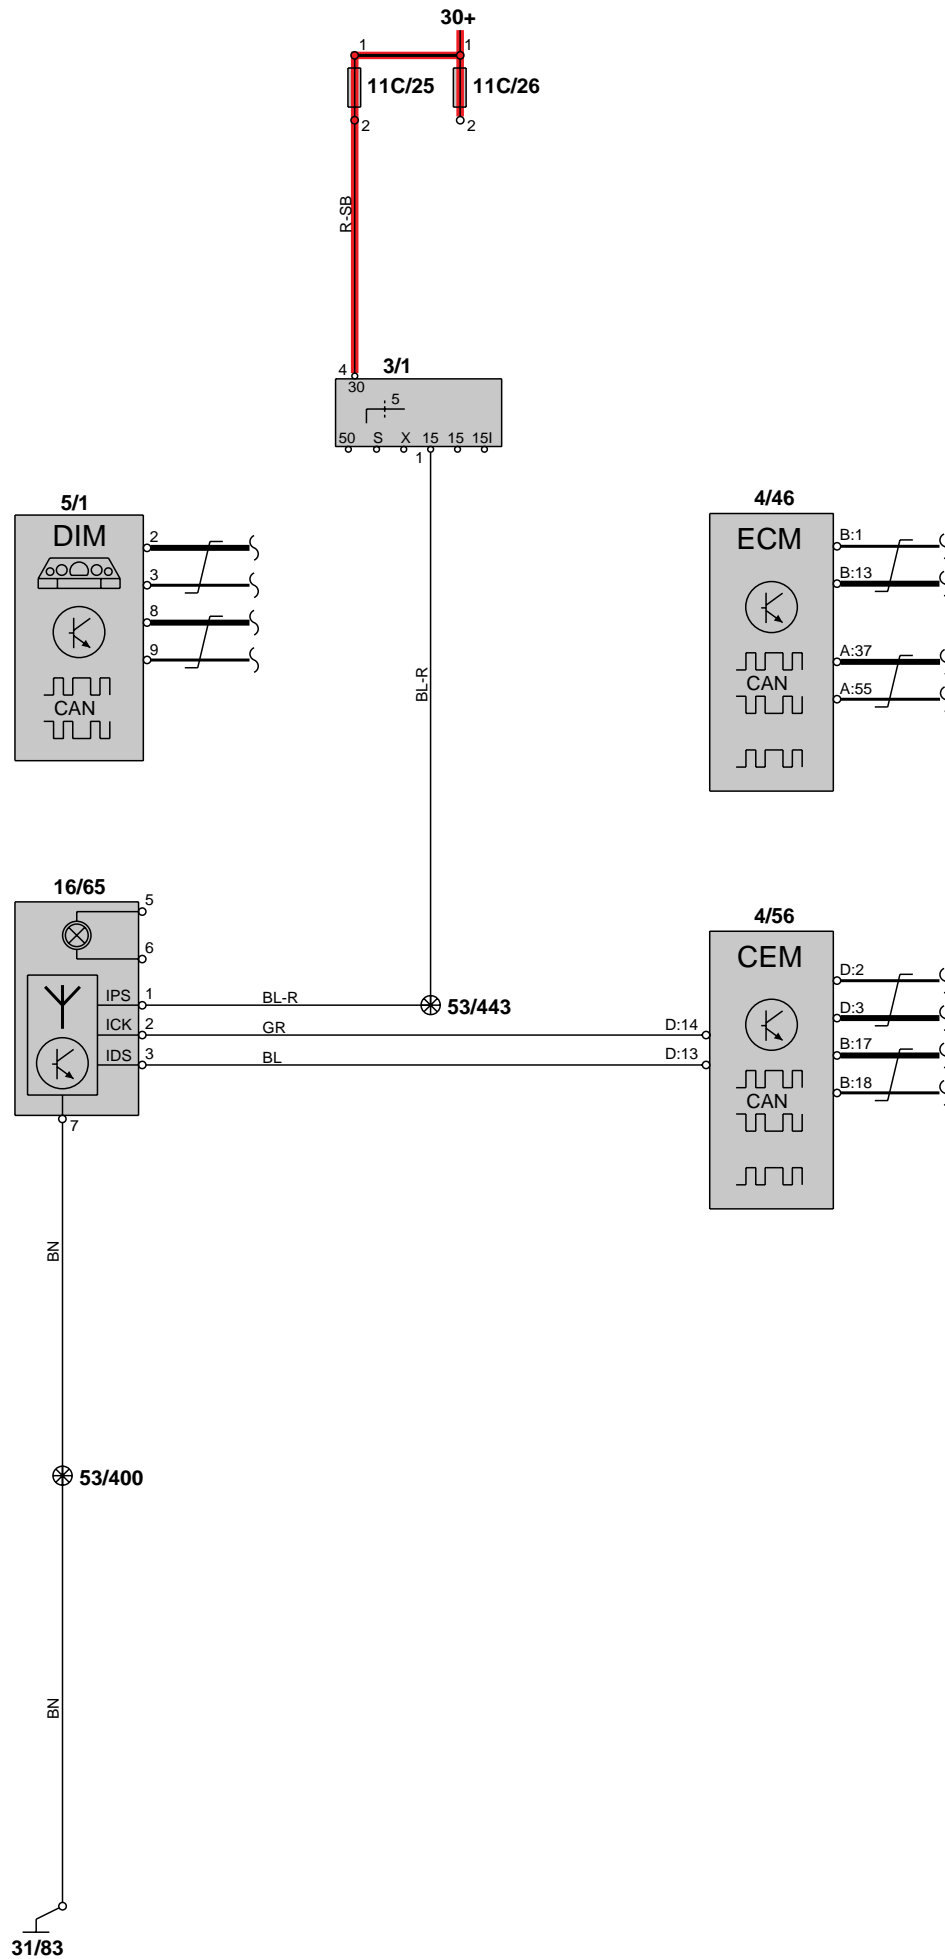 30+
1 1
11C/25 11C/26
2 2
R-SB
4 3/1
30
5
50 S X 15 15 15I
1
BL-R
5/1
DIM
2
3
8
9
CAN
4/46
ECM
B:1
B:13
A:37
A:55
CAN
16/65
5
6
IPS 1 BL-R 53/443
ICK 2 GR D:14
IDS 3 BL D:13
7
4/56
CEM
D:2
D:3
B:17
B:18
CAN
BN
53/400
BN
31/83